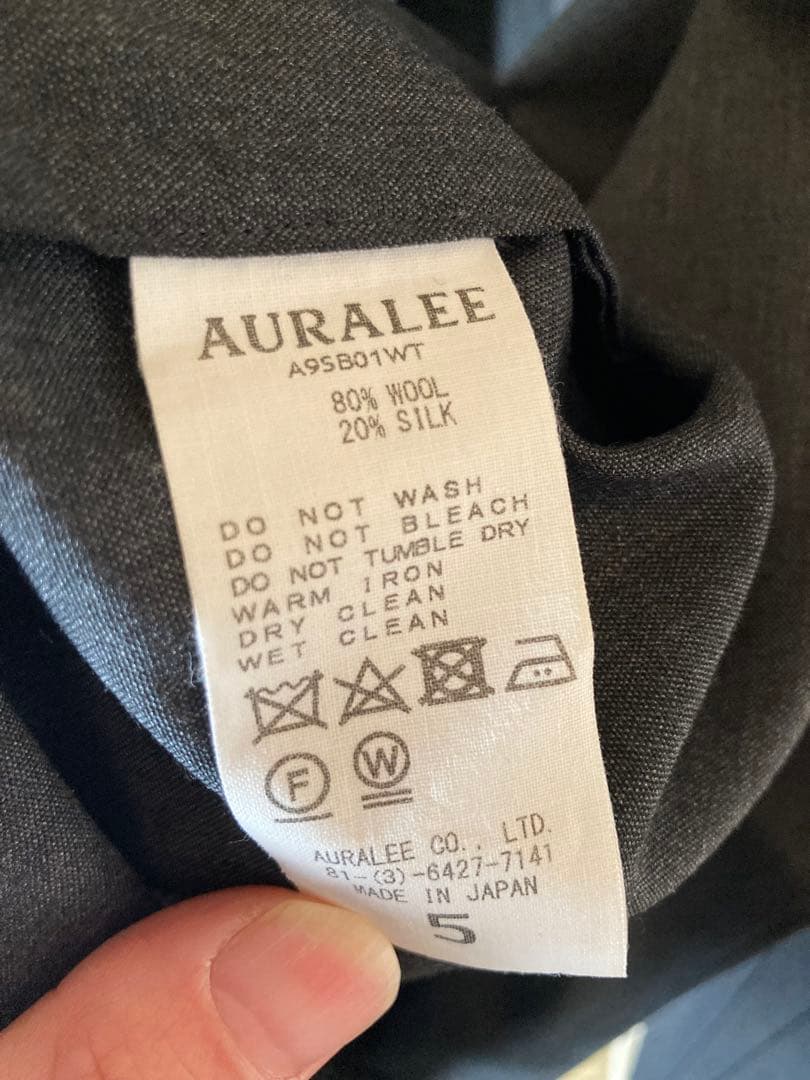 AURALEE
A9SB01WT
80% WOOL
20% SILK
DO NOT WASH
DO NOT BLEACH
DO NOT TUMBLE DRY
WARM IRON
DRY CLEAN
WET CLEAN
F W
AURALEE CO., LTD.
81-(3)-6427-7141
MADE IN JAPAN
5